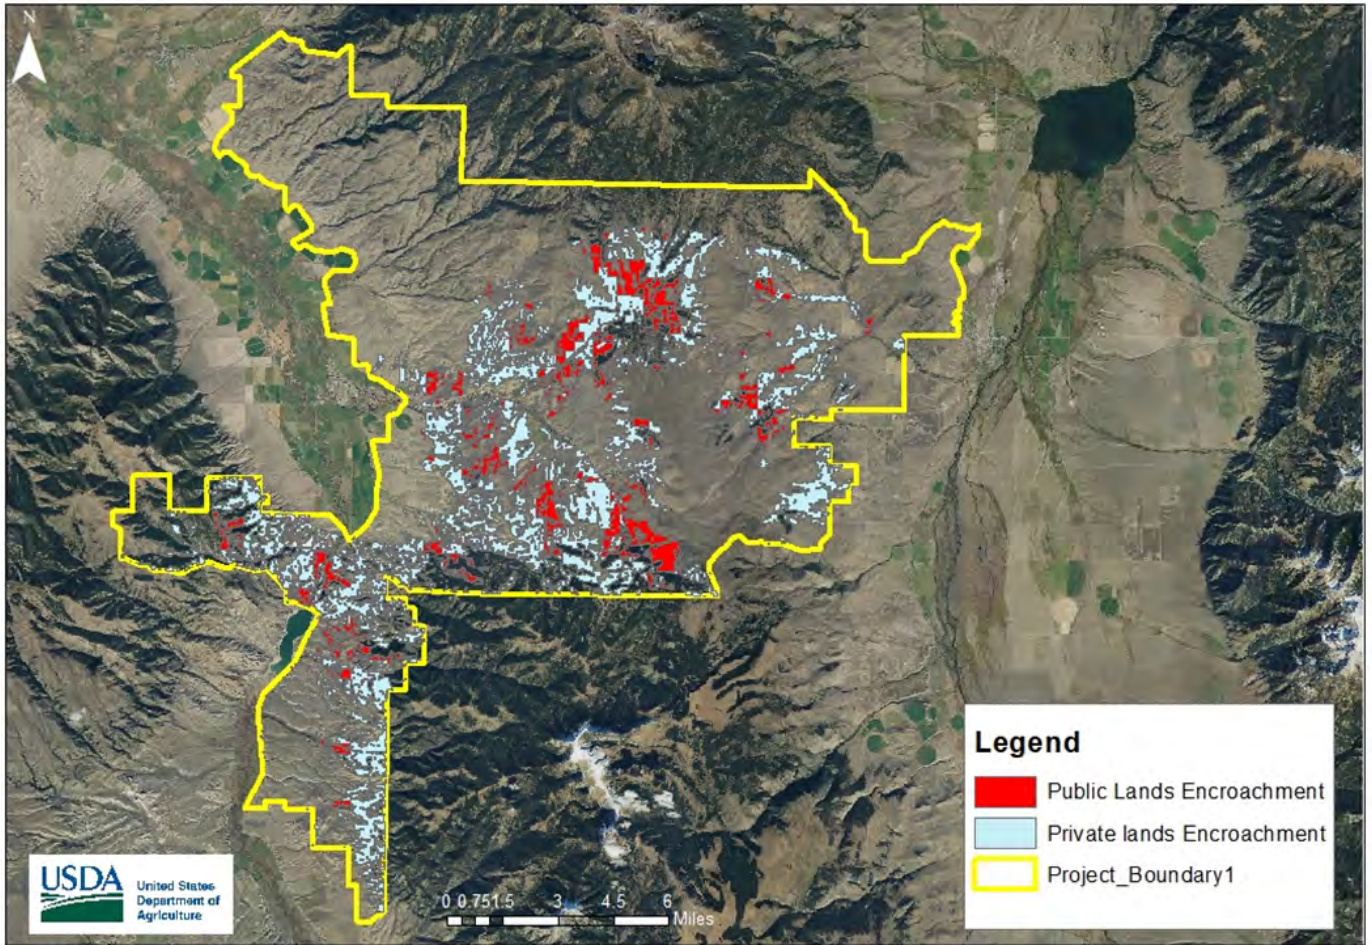 N
Legend
Public Lands Encroachment
Private lands Encroachment
Project_Boundary1
USDA
United States
Department of
Agriculture
0 0.751.5 3 4.5 6
Miles